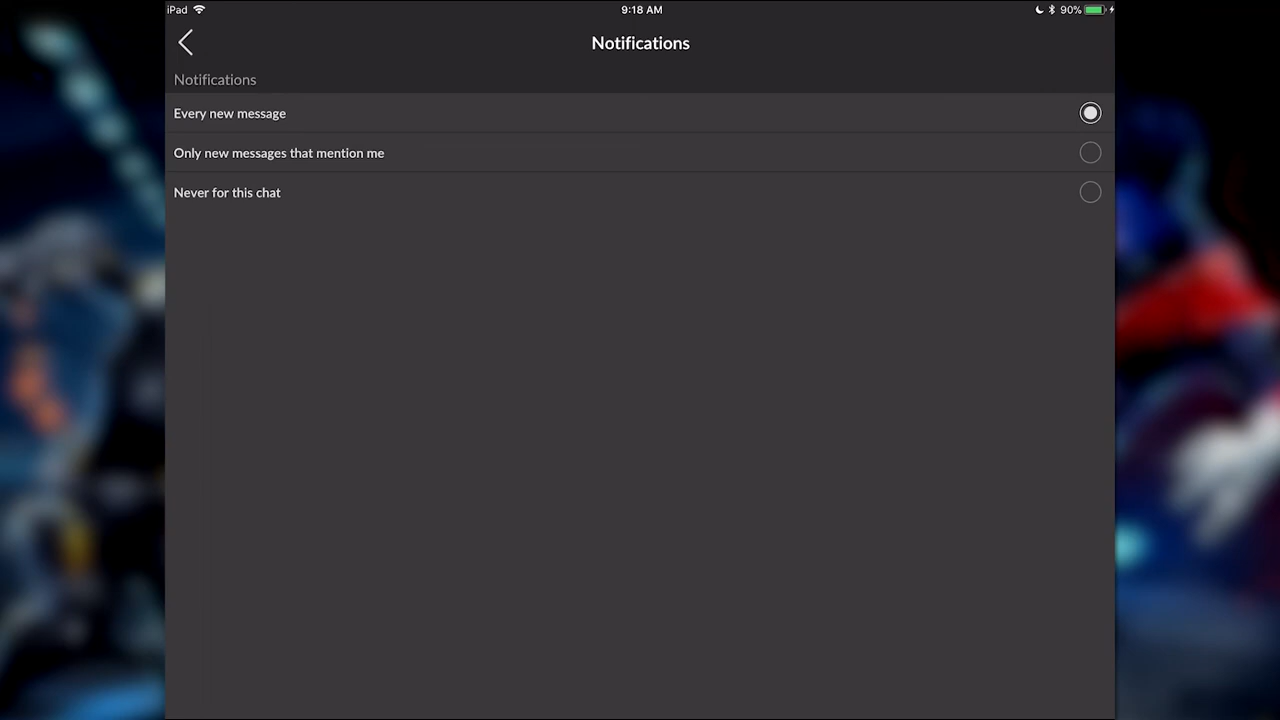 iPad 9:18 AM 90%
Notifications
Notifications
Every new message
Only new messages that mention me
Never for this chat